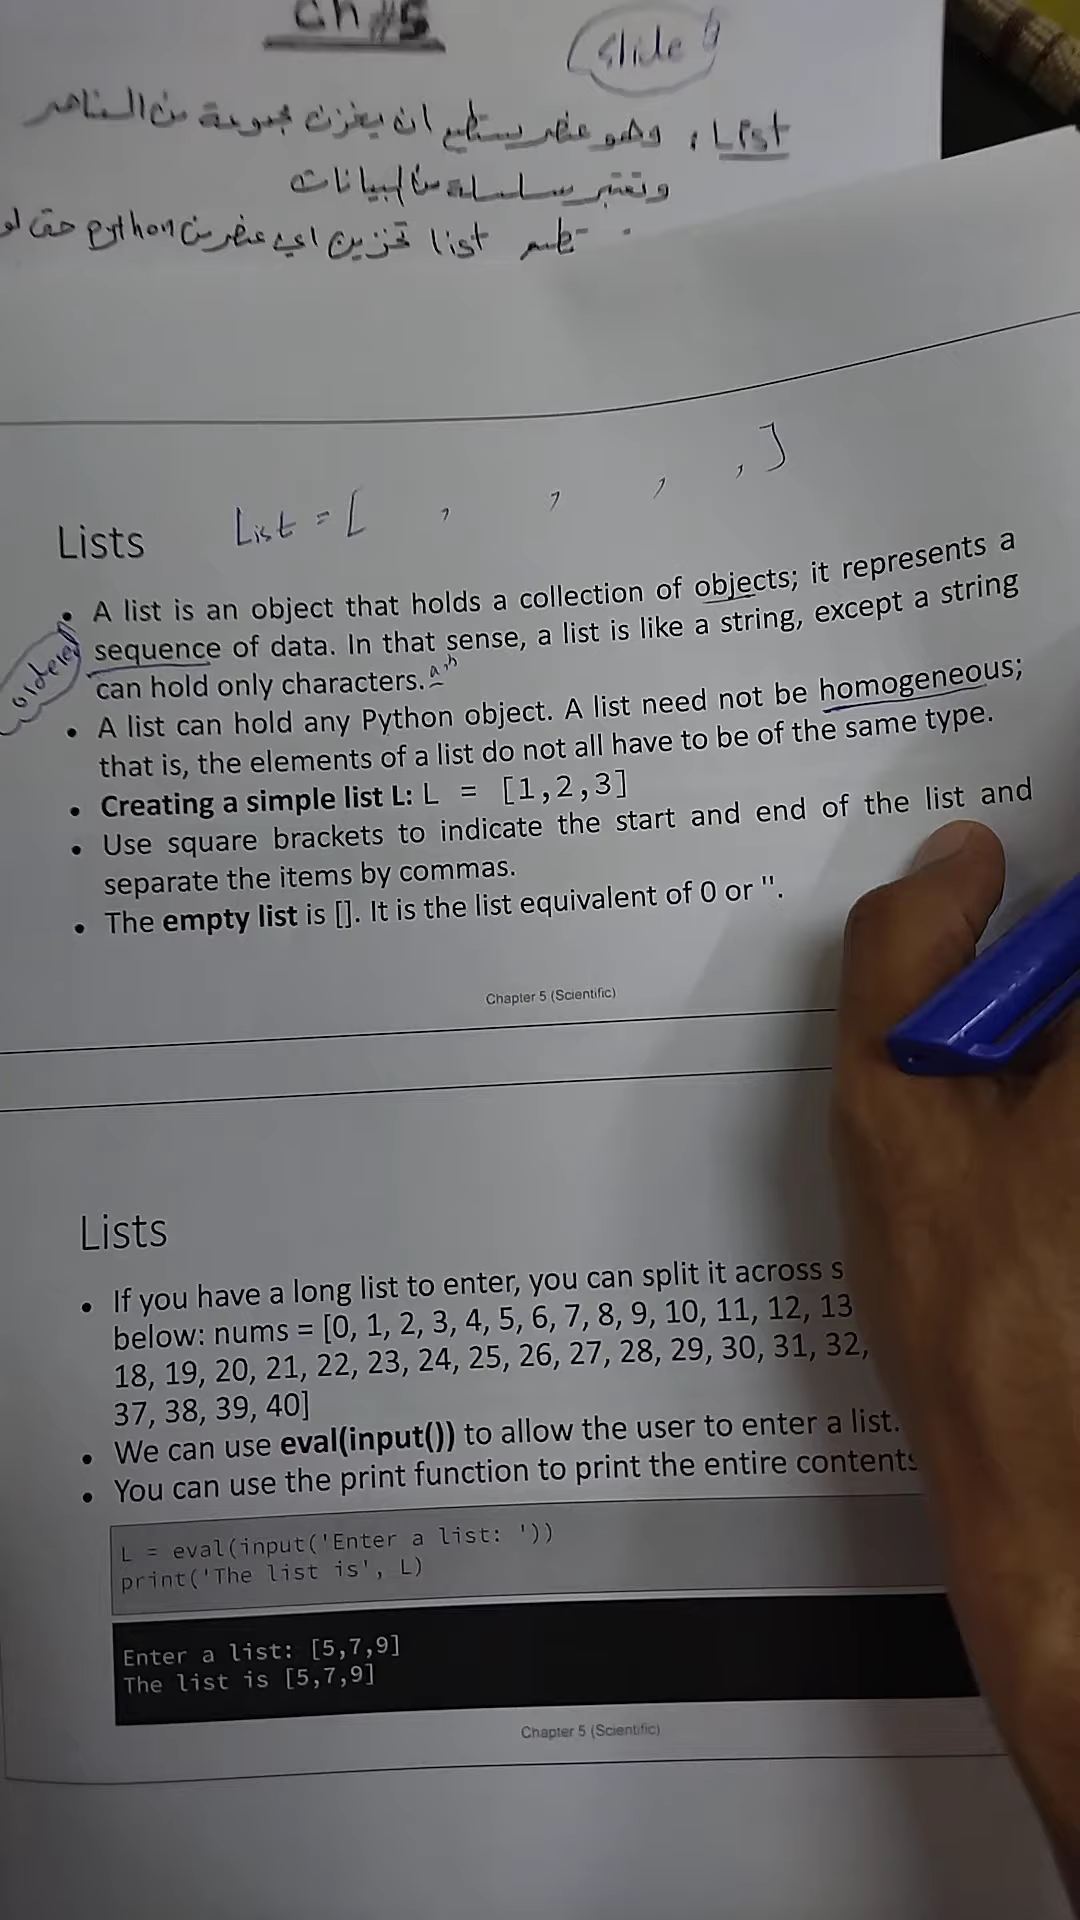 Ch #5
slide
List : وهو عنصر يستطيع ان يخزن مجموعة من العناصر
وتعتبر سلسلة من البيانات
list تخزين اي عنصر من python حتى لو
List = [ , , , , ]
Lists
ordered
• A list is an object that holds a collection of objects; it represents a
sequence of data. In that sense, a list is like a string, except a string
can hold only characters. a,b
• A list can hold any Python object. A list need not be homogeneous;
that is, the elements of a list do not all have to be of the same type.
• Creating a simple list L: L = [1,2,3]
• Use square brackets to indicate the start and end of the list and
separate the items by commas.
• The empty list is []. It is the list equivalent of 0 or ''.
Chapter 5 (Scientific)
Lists
• If you have a long list to enter, you can split it across s
below: nums = [0, 1, 2, 3, 4, 5, 6, 7, 8, 9, 10, 11, 12, 13
18, 19, 20, 21, 22, 23, 24, 25, 26, 27, 28, 29, 30, 31, 32,
37, 38, 39, 40]
• We can use eval(input()) to allow the user to enter a list.
• You can use the print function to print the entire contents
L = eval(input('Enter a list: '))
print('The list is', L)
Enter a list: [5,7,9]
The list is [5,7,9]
Chapter 5 (Scientific)